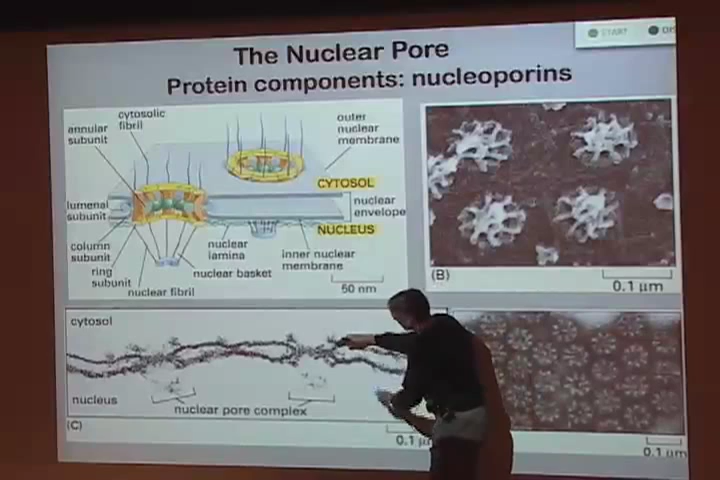 The Nuclear Pore
Protein components: nucleoporins
START
cytosolic
fibril
annular
subunit
outer
nuclear
membrane
CYTOSOL
nuclear
envelope
lumenal
subunit
NUCLEUS
column
subunit
nuclear
lamina
inner nuclear
membrane
ring
subunit
nuclear basket
nuclear fibril
50 nm
(B)
0.1 μm
cytosol
nucleus
nuclear pore complex
(C)
0.1
0.1 μm